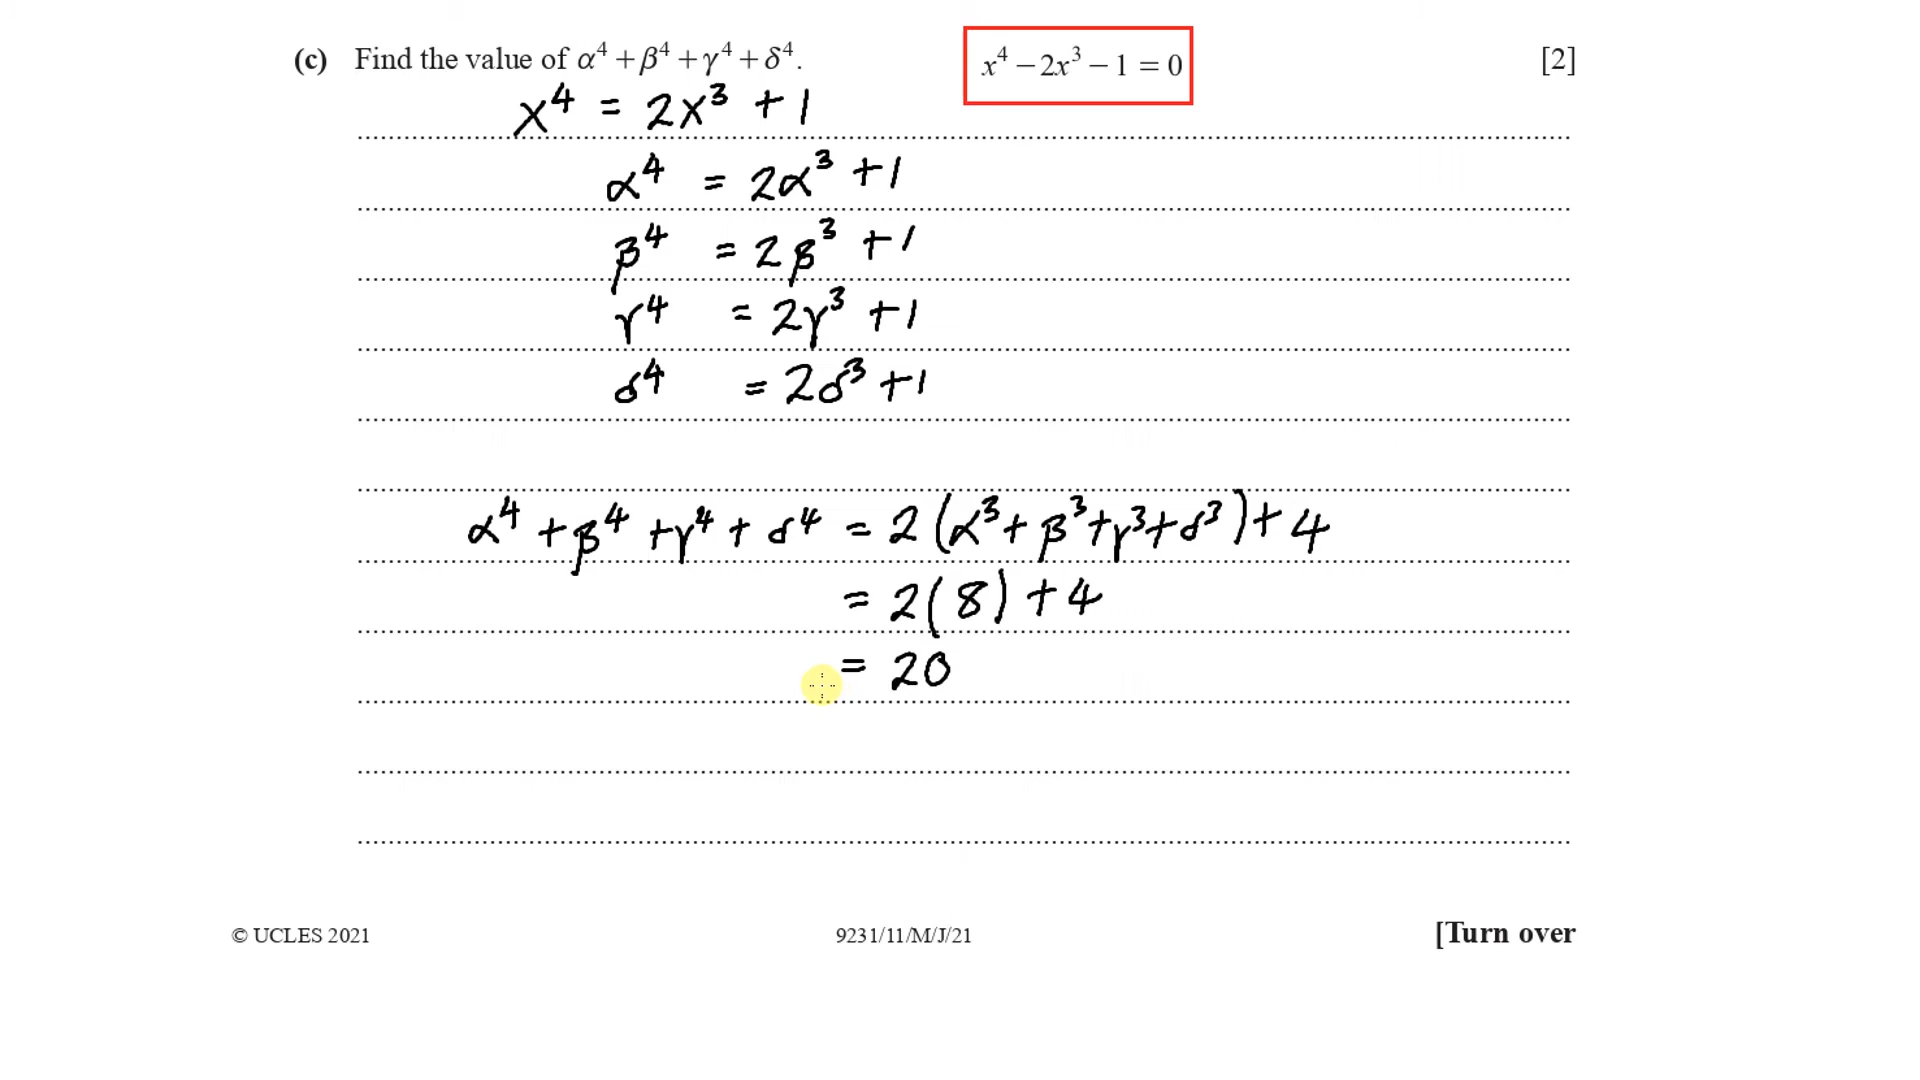 (c) Find the value of α⁴ + β⁴ + γ⁴ + δ⁴. x⁴ − 2x³ − 1 = 0 [2]
x⁴ = 2x³ + 1
α⁴ = 2α³ + 1
β⁴ = 2β³ + 1
γ⁴ = 2γ³ + 1
δ⁴ = 2δ³ + 1
α⁴ + β⁴ + γ⁴ + δ⁴ = 2(α³ + β³ + γ³ + δ³) + 4
= 2(8) + 4
= 20
© UCLES 2021 9231/11/M/J/21 [Turn over